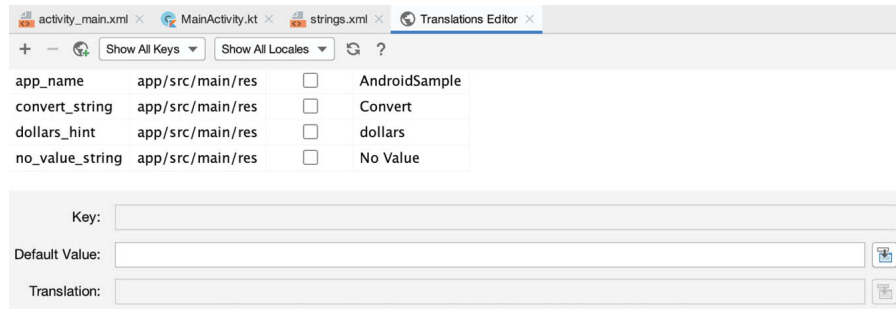 activity_main.xml MainActivity.kt strings.xml Translations Editor
Show All Keys Show All Locales ?
app_name app/src/main/res AndroidSample
convert_string app/src/main/res Convert
dollars_hint app/src/main/res dollars
no_value_string app/src/main/res No Value
Key:
Default Value:
Translation: